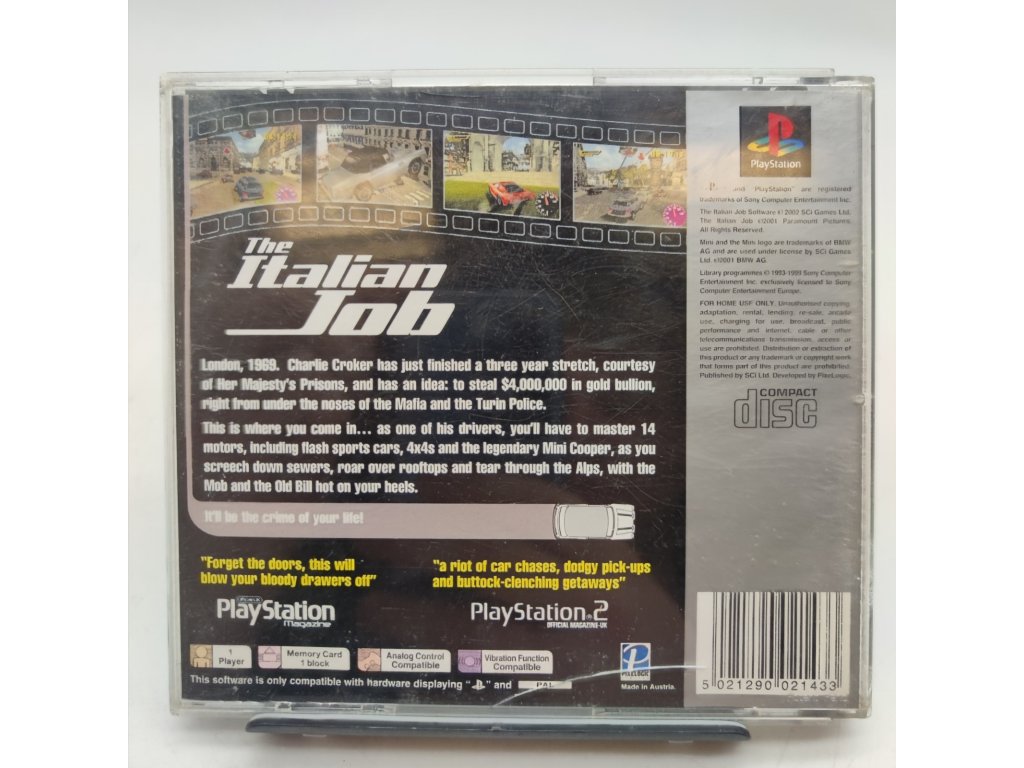 The
Italian
Job
London, 1969. Charlie Croker has just finished a three year stretch, courtesy
of Her Majesty's Prisons, and has an idea: to steal $4,000,000 in gold bullion,
right from under the noses of the Mafia and the Turin Police.
This is where you come in... as one of his drivers, you'll have to master 14
motors, including flash sports cars, 4x4s and the legendary Mini Cooper, as you
screech down sewers, roar over rooftops and tear through the Alps, with the
Mob and the Old Bill hot on your heels.
It'll be the crime of your life!
"Forget the doors, this will
blow your bloody drawers off"
PlayStation
Magazine
"a riot of car chases, dodgy pick-ups
and buttock-clenching getaways"
PlayStation 2
OFFICIAL MAGAZINE-UK
1
Player
Memory Card
1 block
Analog Control
Compatible
Vibration Function
Compatible
PIXELOGIC
This software is only compatible with hardware displaying " " and PAL
Made in Austria.
PlayStation
and PlayStation™ are registered
trademarks of Sony Computer Entertainment Inc.
The Italian Job Software ©2002 SCi Games Ltd.
The Italian Job ©2001 Paramount Pictures.
All Rights Reserved.
Mini and the Mini logo are trademarks of BMW
AG and are used under license by SCi Games
Ltd. ©2001 BMW AG.
Library programmes © 1993-1999 Sony Computer
Entertainment Inc. exclusively licensed to Sony
Computer Entertainment Europe.
FOR HOME USE ONLY. Unauthorised copying,
adaptation, rental, lending, re-sale, arcade
use, charging for use, broadcast, public
performance and internet, cable or other
telecommunications transmission, access or
use are prohibited. Distribution or extraction of
this product or any trademark or copyright work
that forms part of this product are prohibited.
Published by SCi Ltd. Developed by PixeLogic.
COMPACT
disc
5 021290 021433